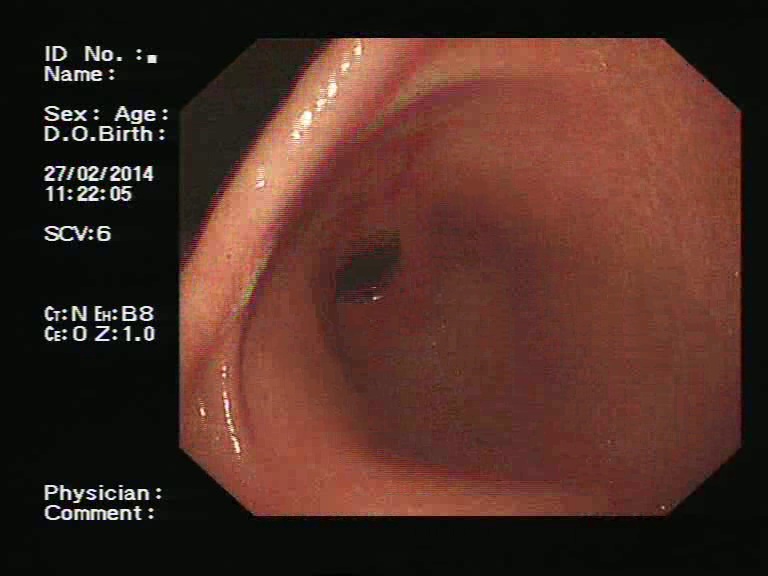 ID No. :
Name:
Sex: Age:
D.O.Birth:
27/02/2014
11:22:05
SCV:6
CT:N EH:B8
CE:0 Z:1.0
Physician:
Comment: